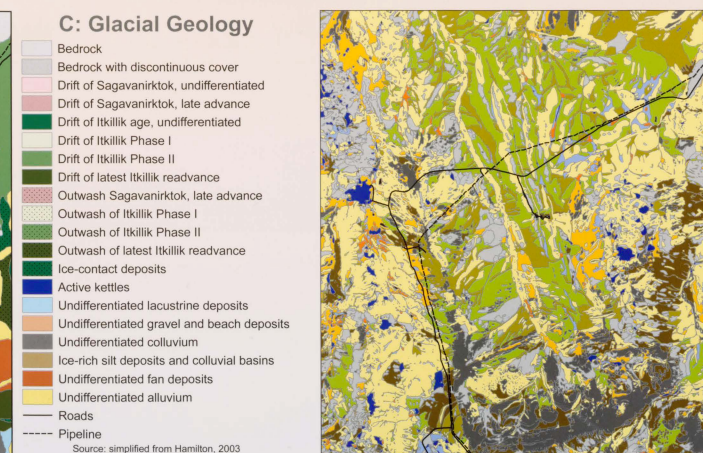 C: Glacial Geology
Bedrock
Bedrock with discontinuous cover
Drift of Sagavanirktok, undifferentiated
Drift of Sagavanirktok, late advance
Drift of Itkillik age, undifferentiated
Drift of Itkillik Phase I
Drift of Itkillik Phase II
Drift of latest Itkillik readvance
Outwash Sagavanirktok, late advance
Outwash of Itkillik Phase I
Outwash of Itkillik Phase II
Outwash of latest Itkillik readvance
Ice-contact deposits
Active kettles
Undifferentiated lacustrine deposits
Undifferentiated gravel and beach deposits
Undifferentiated colluvium
Ice-rich silt deposits and colluvial basins
Undifferentiated fan deposits
Undifferentiated alluvium
Roads
Pipeline
Source: simplified from Hamilton, 2003